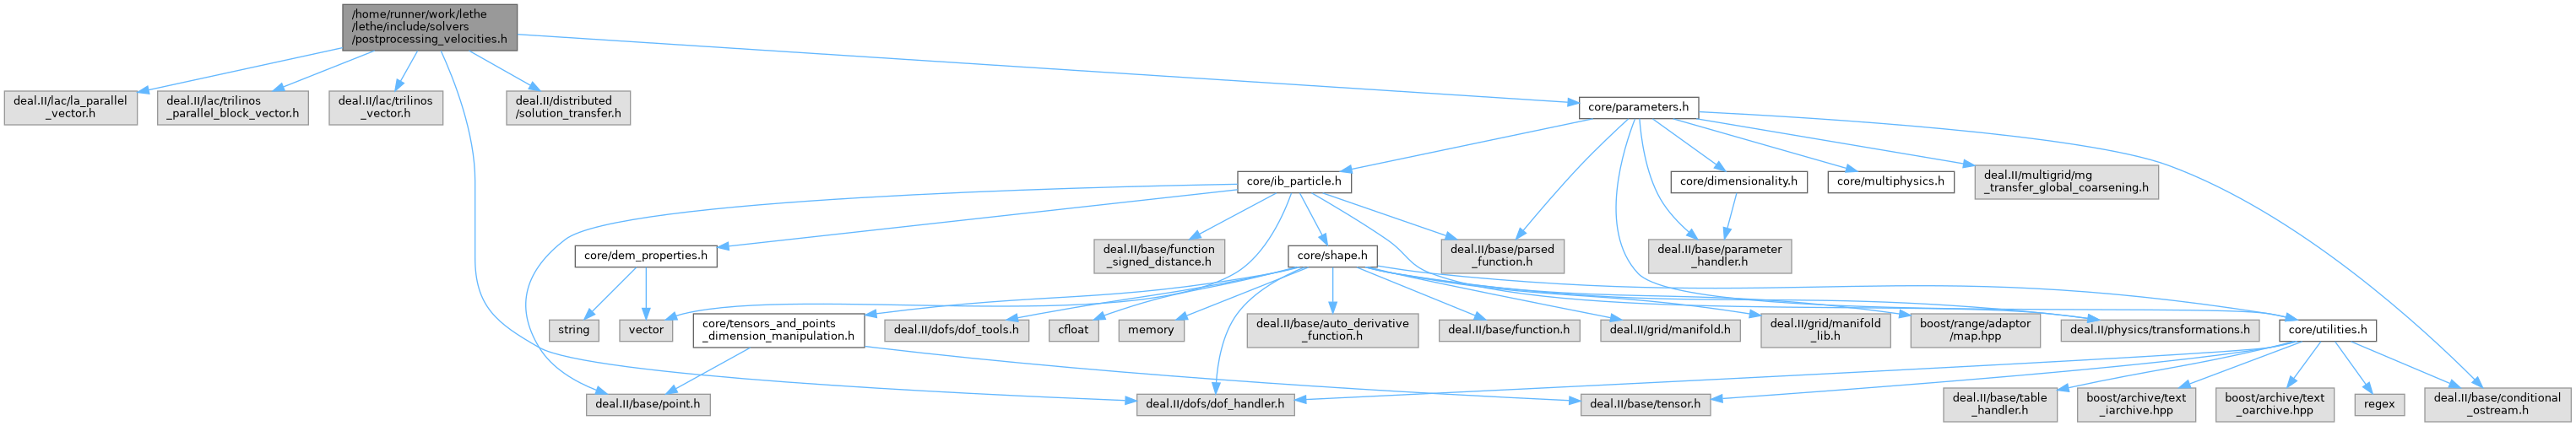 /home/runner/work/lethe
/lethe/include/solvers
/postprocessing_velocities.h
deal.II/lac/la_parallel
_vector.h
deal.II/lac/trilinos
_parallel_block_vector.h
deal.II/lac/trilinos
_vector.h
deal.II/distributed
/solution_transfer.h
core/parameters.h
core/ib_particle.h
core/dimensionality.h
core/multiphysics.h
deal.II/multigrid/mg
_transfer_global_coarsening.h
core/dem_properties.h
deal.II/base/function
_signed_distance.h
core/shape.h
deal.II/base/parsed
_function.h
deal.II/base/parameter
_handler.h
string
vector
core/tensors_and_points
_dimension_manipulation.h
deal.II/dofs/dof_tools.h
cfloat
memory
deal.II/base/auto_derivative
_function.h
deal.II/base/function.h
deal.II/grid/manifold.h
deal.II/grid/manifold
_lib.h
boost/range/adaptor
/map.hpp
deal.II/physics/transformations.h
core/utilities.h
deal.II/base/point.h
deal.II/dofs/dof_handler.h
deal.II/base/tensor.h
deal.II/base/table
_handler.h
boost/archive/text
_iarchive.hpp
boost/archive/text
_oarchive.hpp
regex
deal.II/base/conditional
_ostream.h